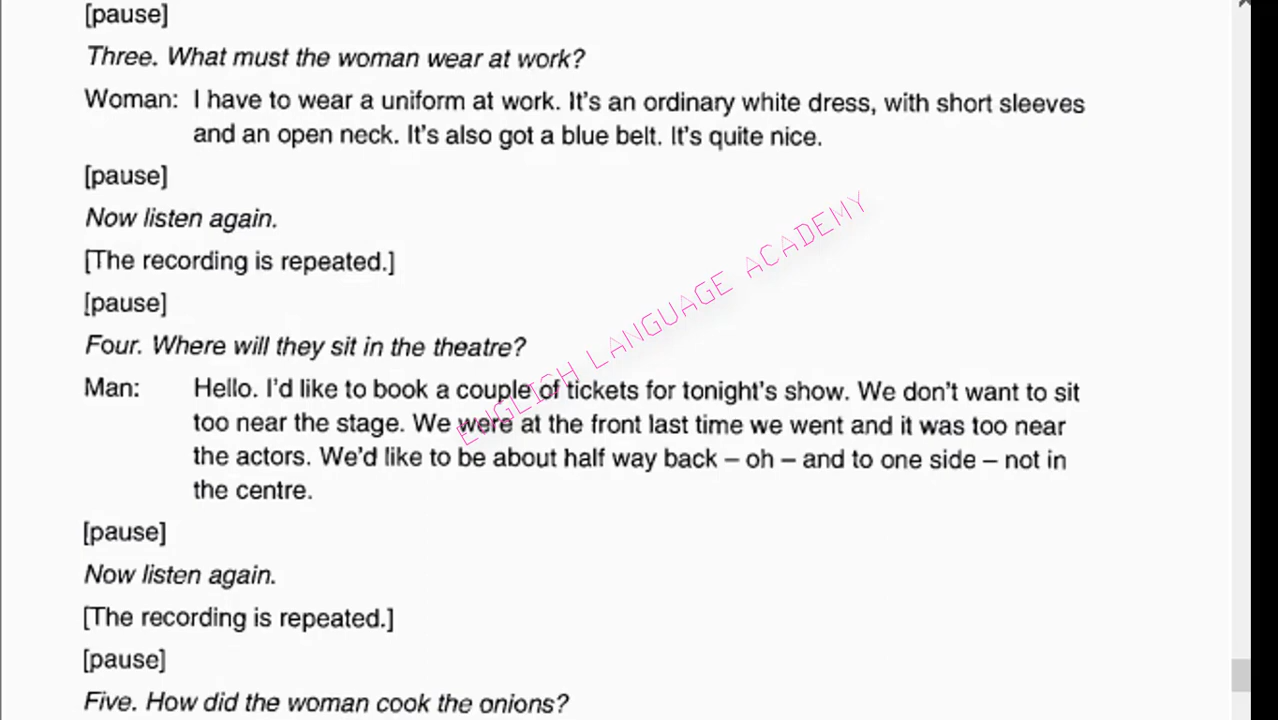 [pause]
Three. What must the woman wear at work?
Woman: I have to wear a uniform at work. It's an ordinary white dress, with short sleeves
and an open neck. It's also got a blue belt. It's quite nice.
[pause]
Now listen again.
[The recording is repeated.]
[pause]
Four. Where will they sit in the theatre?
Man: Hello. I'd like to book a couple of tickets for tonight's show. We don't want to sit
too near the stage. We were at the front last time we went and it was too near
the actors. We'd like to be about half way back – oh – and to one side – not in
the centre.
[pause]
Now listen again.
[The recording is repeated.]
[pause]
Five. How did the woman cook the onions?
ENGLISH LANGUAGE ACADEMY